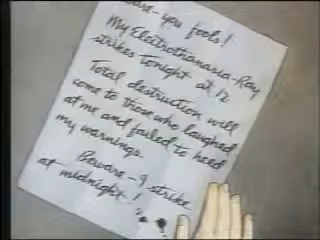 Beware-you fools!
My Electrothanasia-Ray
strikes tonight at 12
Total destruction will
come to those who laughed
at me and failed to heed
my warnings.
Beware-I strike
at midnight!